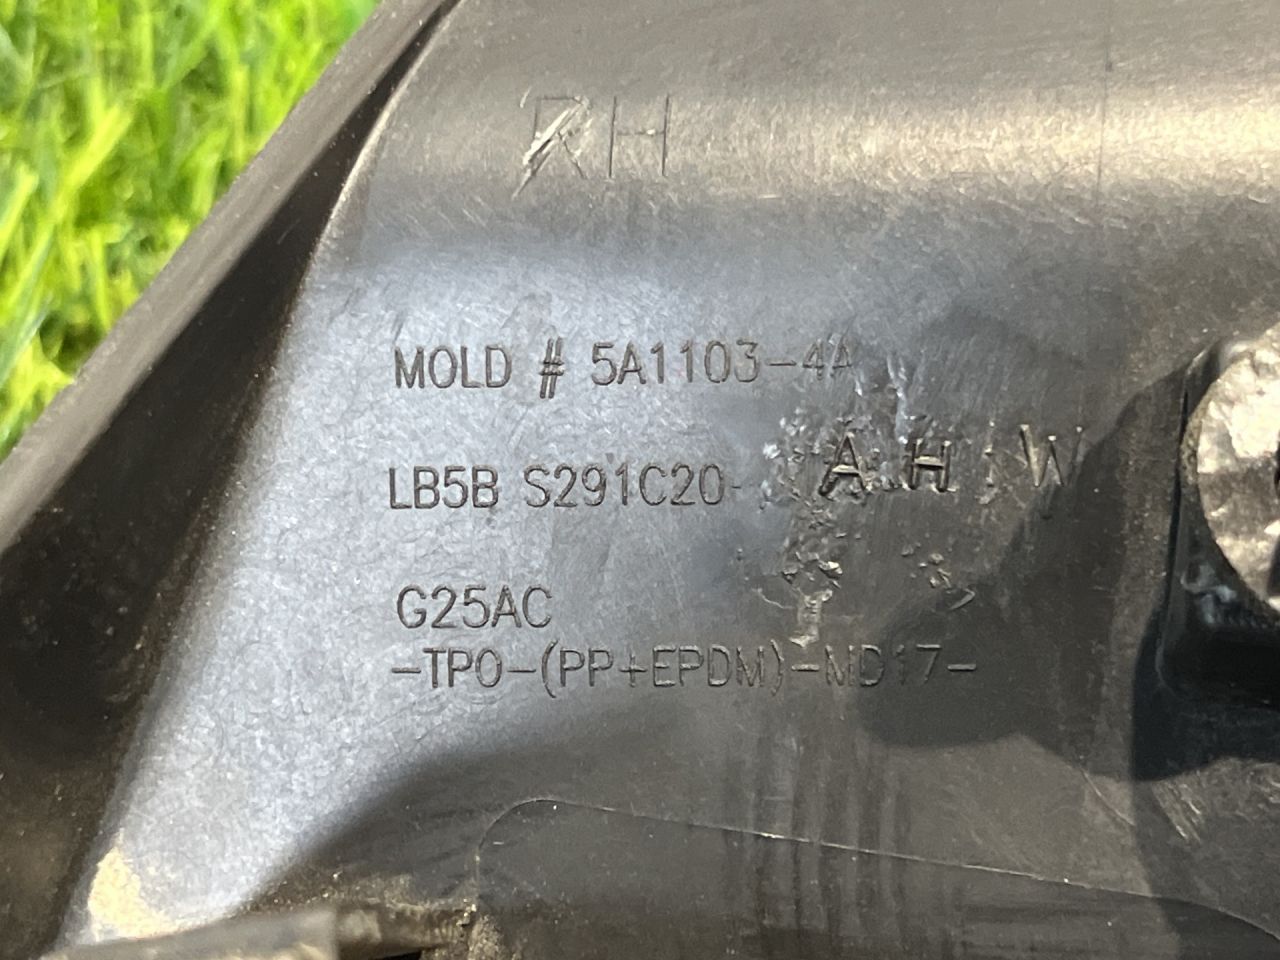 RH
MOLD # 5A1103-4A
LB5B S291C20- A H W
G25AC
-TPO-(PP+EPDM)-MD17-